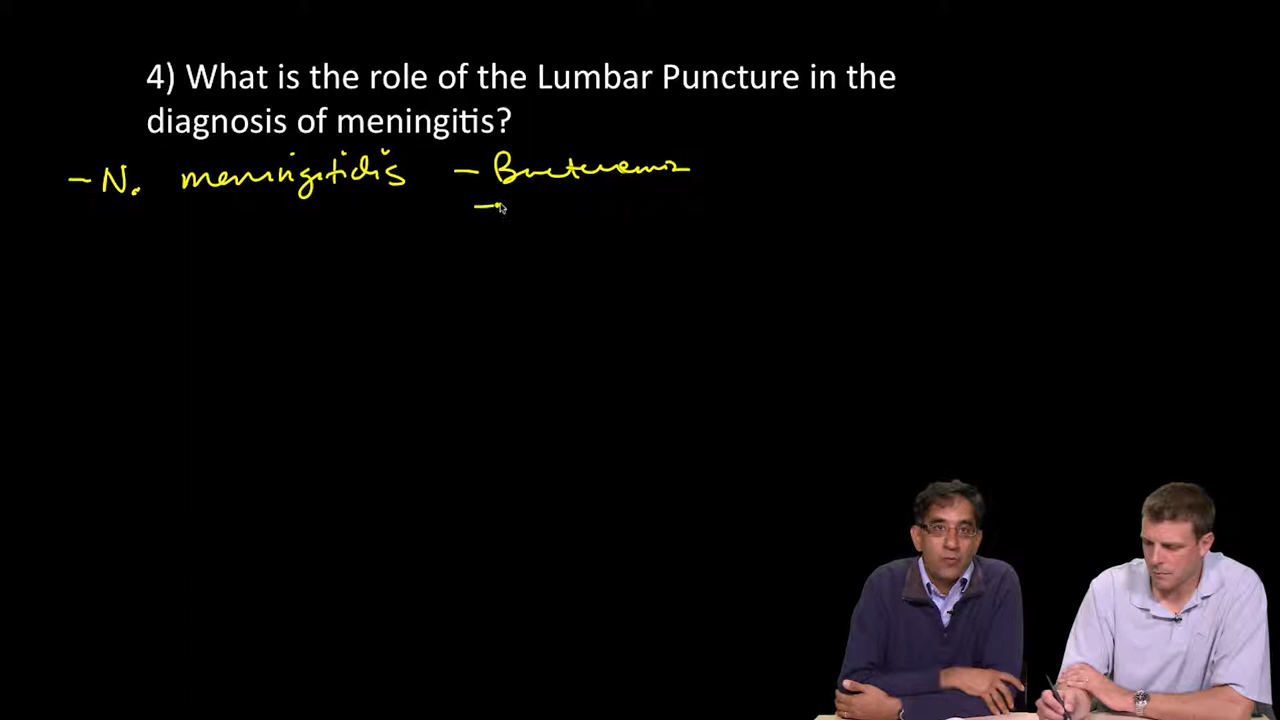 4) What is the role of the Lumbar Puncture in the
diagnosis of meningitis?
- N. meningitidis - Bacteremia
-